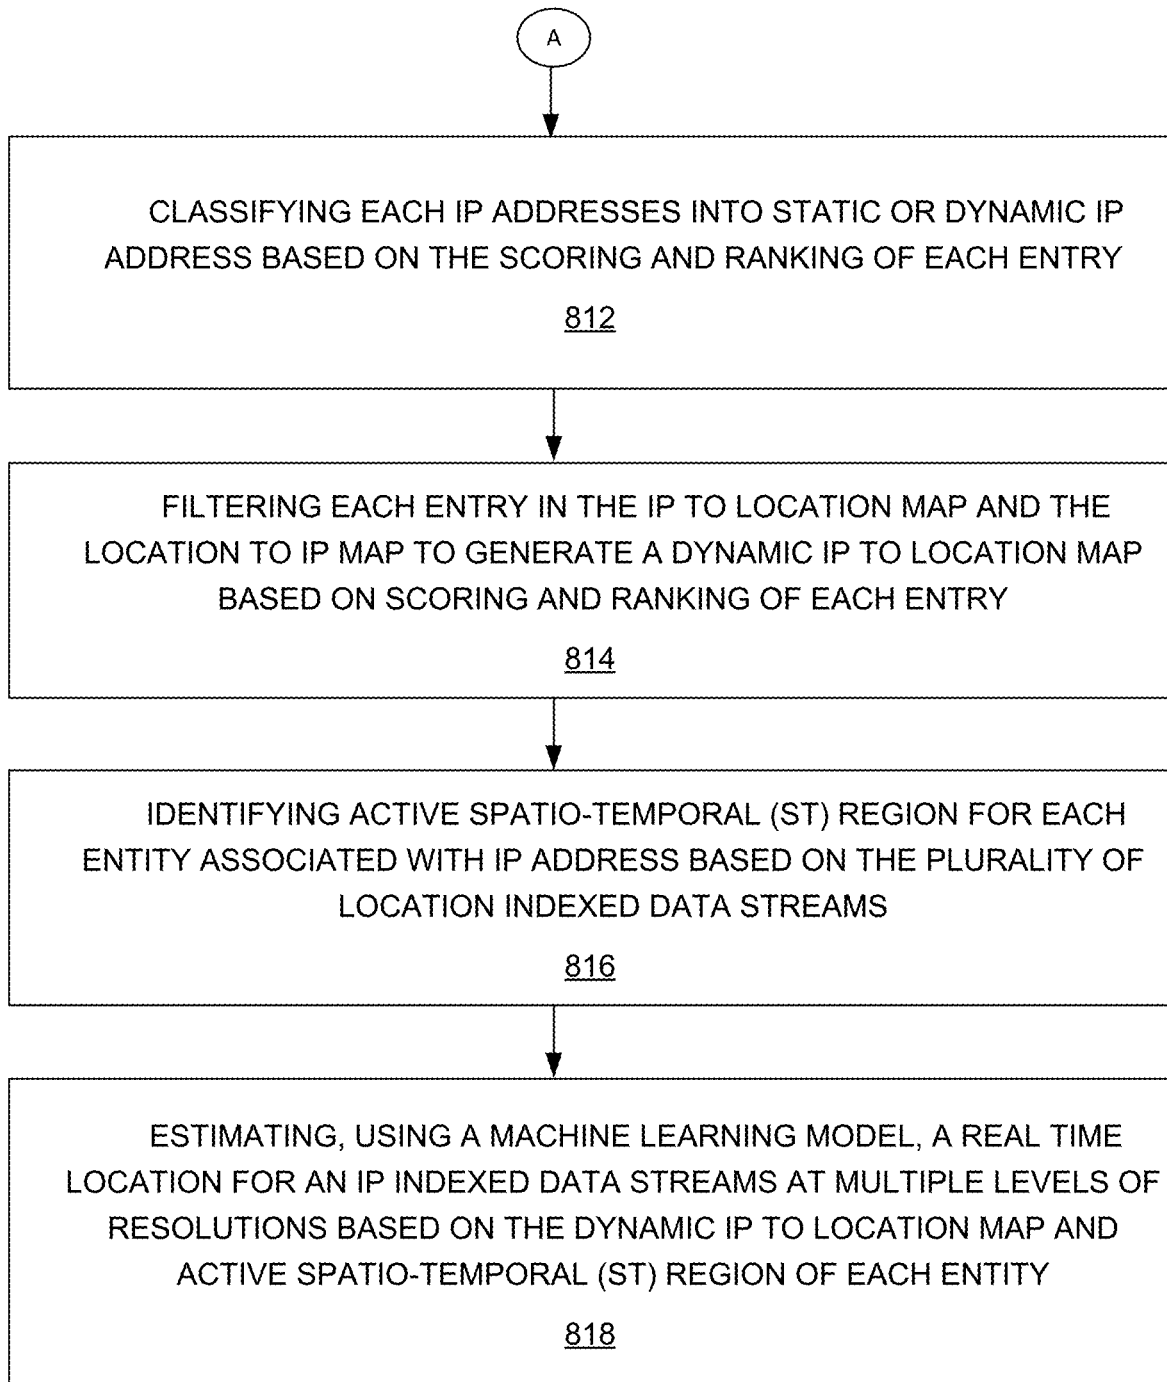 A
CLASSIFYING EACH IP ADDRESSES INTO STATIC OR DYNAMIC IP
ADDRESS BASED ON THE SCORING AND RANKING OF EACH ENTRY
812
FILTERING EACH ENTRY IN THE IP TO LOCATION MAP AND THE
LOCATION TO IP MAP TO GENERATE A DYNAMIC IP TO LOCATION MAP
BASED ON SCORING AND RANKING OF EACH ENTRY
814
IDENTIFYING ACTIVE SPATIO-TEMPORAL (ST) REGION FOR EACH
ENTITY ASSOCIATED WITH IP ADDRESS BASED ON THE PLURALITY OF
LOCATION INDEXED DATA STREAMS
816
ESTIMATING, USING A MACHINE LEARNING MODEL, A REAL TIME
LOCATION FOR AN IP INDEXED DATA STREAMS AT MULTIPLE LEVELS OF
RESOLUTIONS BASED ON THE DYNAMIC IP TO LOCATION MAP AND
ACTIVE SPATIO-TEMPORAL (ST) REGION OF EACH ENTITY
818